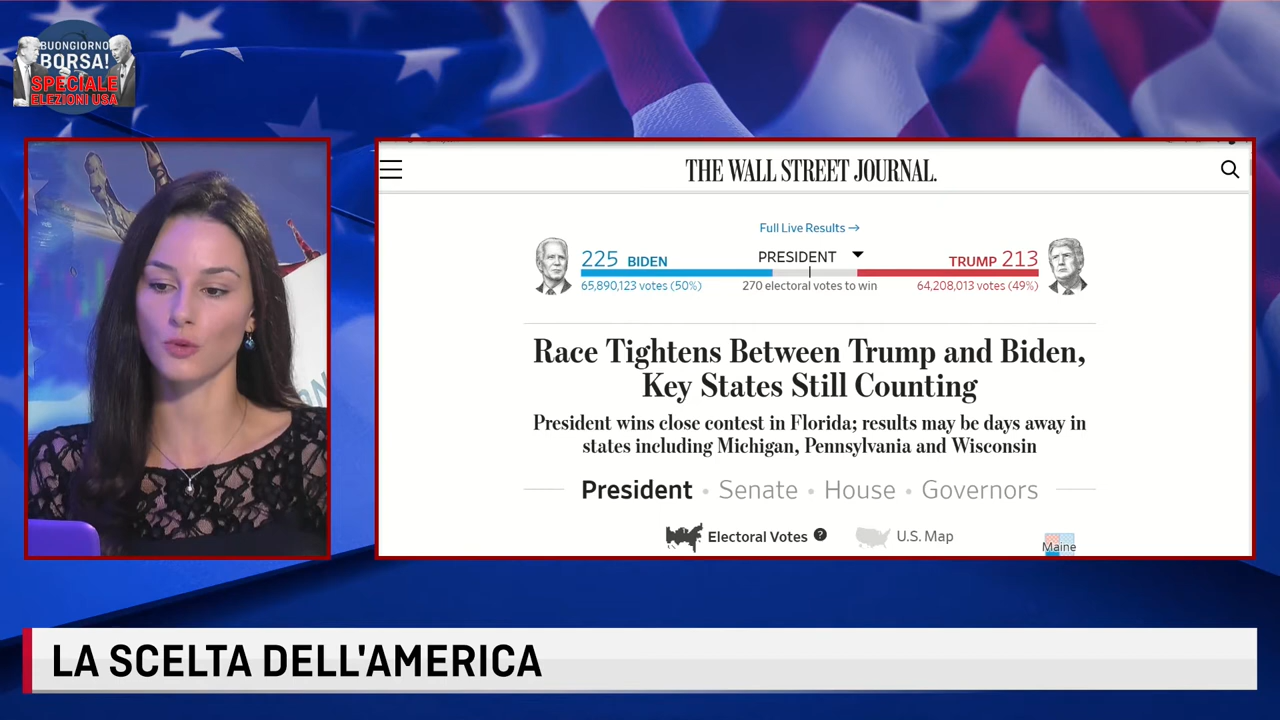 BUONGIORNO
BORSA!
SPECIALE
ELEZIONI USA
THE WALL STREET JOURNAL.
Full Live Results →
225 BIDEN
PRESIDENT
TRUMP 213
65,890,123 votes (50%)
270 electoral votes to win
64,208,013 votes (49%)
Race Tightens Between Trump and Biden,
Key States Still Counting
President wins close contest in Florida; results may be days away in
states including Michigan, Pennsylvania and Wisconsin
President • Senate • House • Governors
Electoral Votes ?
U.S. Map
Maine
LA SCELTA DELL'AMERICA